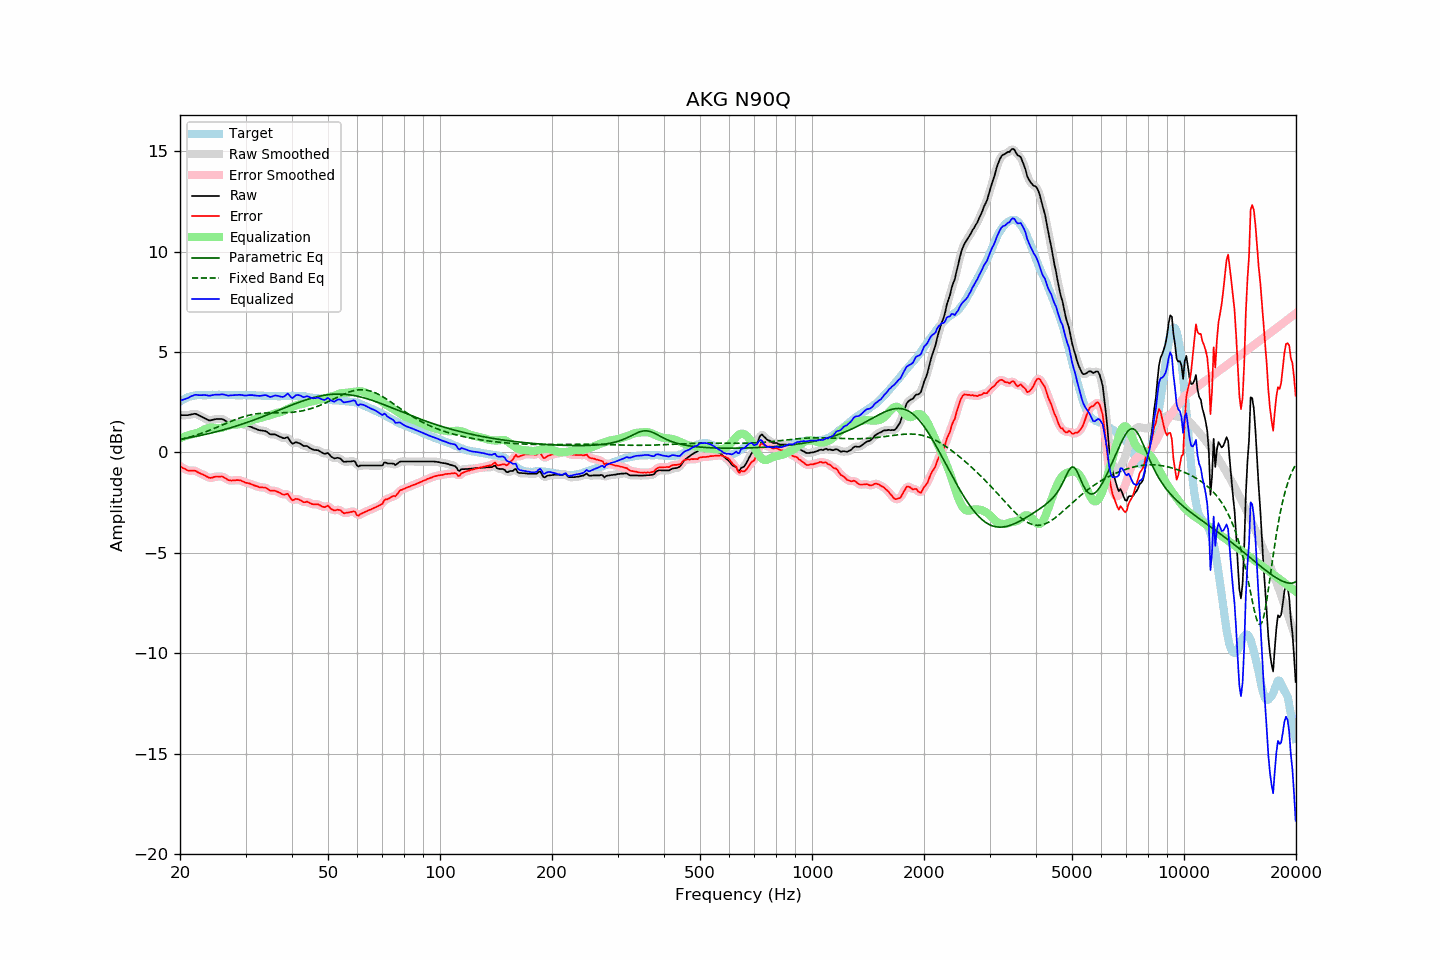 AKG N90Q
Target
Raw Smoothed
Error Smoothed
Raw
Error
Equalization
Parametric Eq
Fixed Band Eq
Equalized
15
10
5
0
−5
−10
−15
−20
Amplitude (dBr)
20 50 100 200 500 1000 2000 5000 10000 20000
Frequency (Hz)